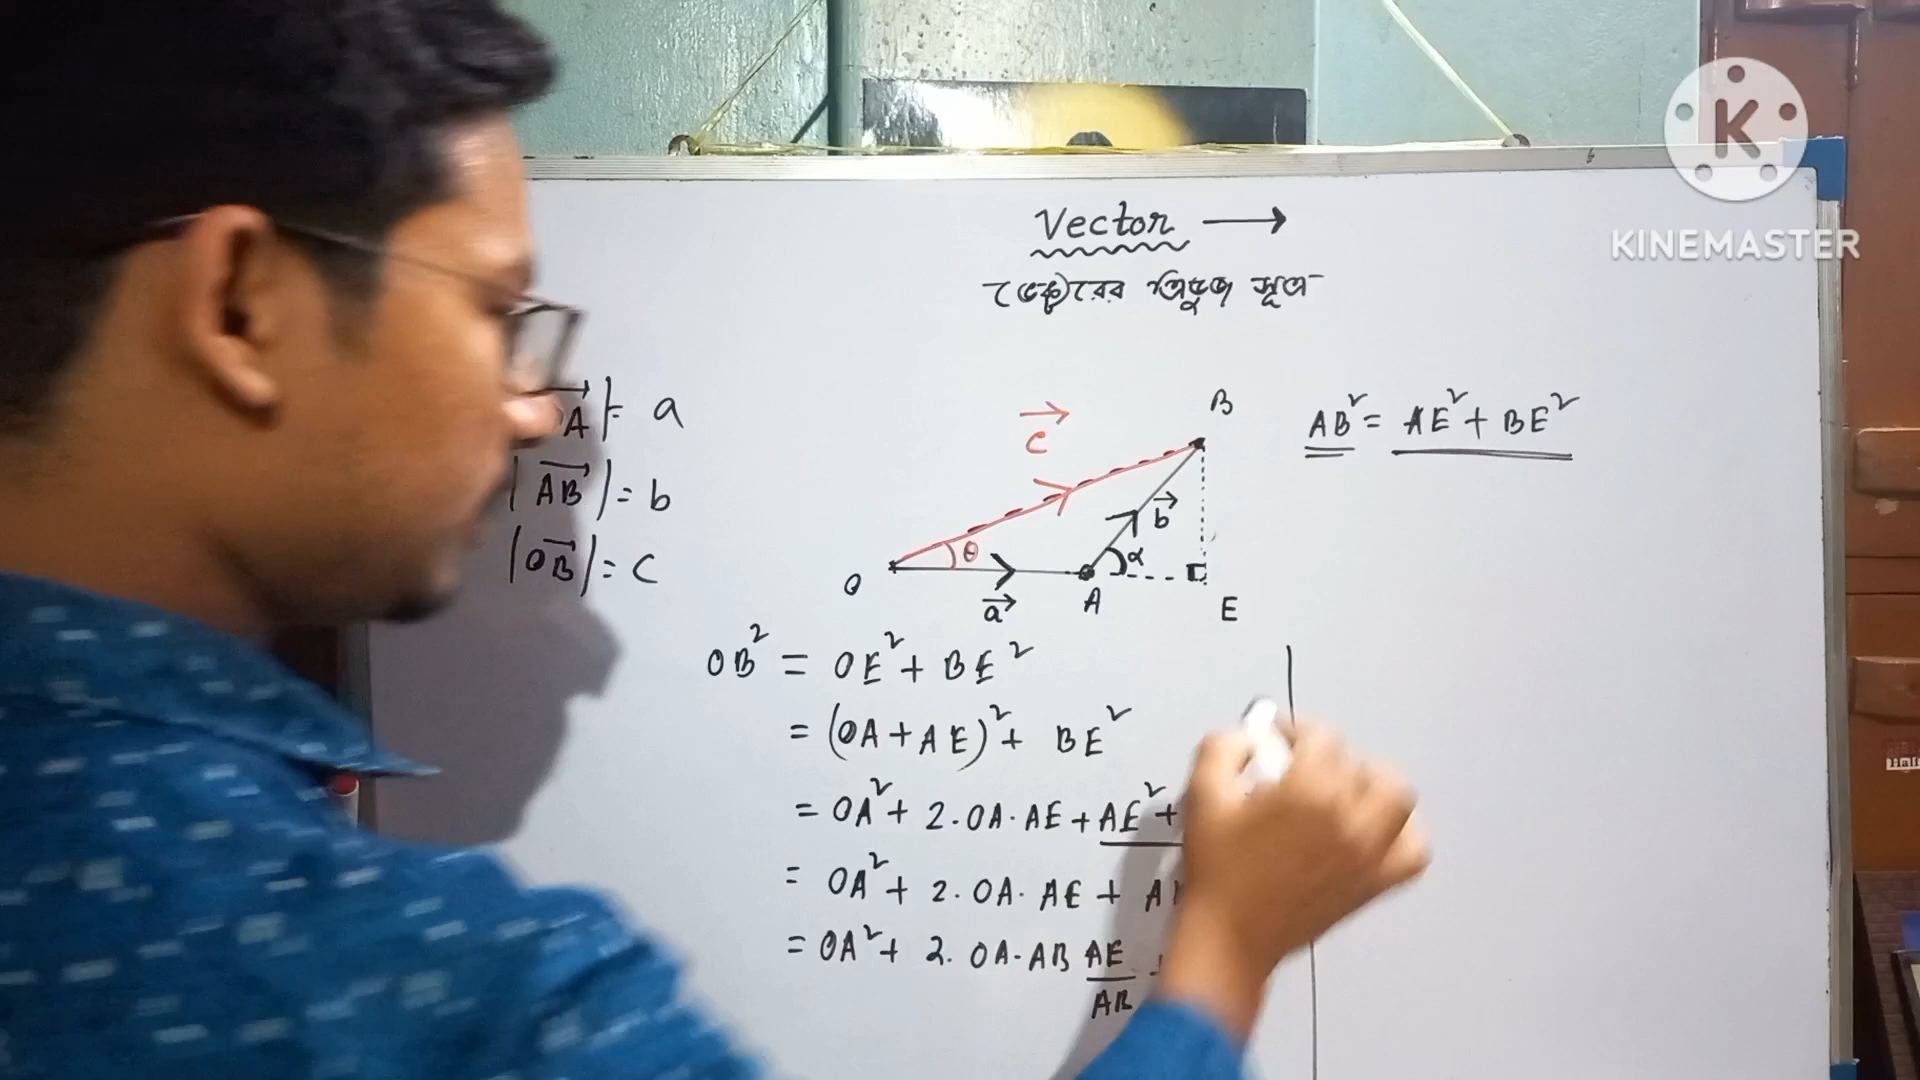 K
KINEMASTER
Vector →
ভেক্টরের ত্রিভুজ সূত্র
A| = a
|AB| = b
|OB| = c
c
B
θ
b
α
O
a
A
E
AB² = AE² + BE²
OB² = OE² + BE²
= (OA + AE)² + BE²
= OA² + 2.OA.AE + AE² +
= OA² + 2.OA.AE + A
= OA² + 2.OA.AB AE/AB